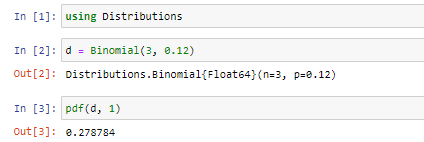 In [1]: using Distributions
In [2]: d = Binomial(3, 0.12)
Out[2]: Distributions.Binomial{Float64}(n=3, p=0.12)
In [3]: pdf(d, 1)
Out[3]: 0.278784